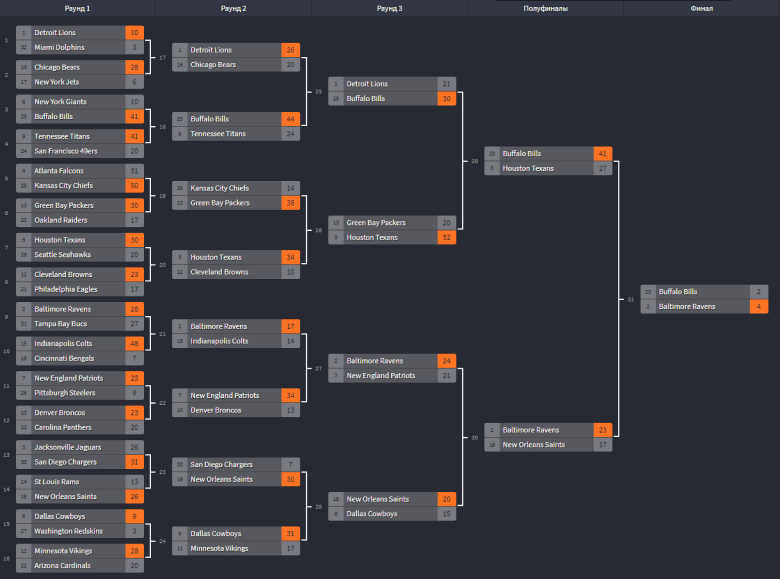 Раунд 1
Раунд 2
Раунд 3
Полуфиналы
Финал
1
1 Detroit Lions 30
32 Miami Dolphins 3
2
Chicago Bears 28
17 New York Jets 6
3
New York Giants 10
Buffalo Bills 41
4
9 Tennessee Titans 41
24 San Francisco 49ers 20
5
4 Atlanta Falcons 31
29 Kansas City Chiefs 50
6
13 Green Bay Packers 30
20 Oakland Raiders 17
7
5 Houston Texans 30
28 Seattle Seahawks 20
8
12 Cleveland Browns 23
21 Philadelphia Eagles 17
9
2 Baltimore Ravens 28
31 Tampa Bay Bucs 27
10
15 Indianapolis Colts 48
18 Cincinnati Bengals 7
11
7 New England Patriots 23
26 Pittsburgh Steelers 9
12
10 Denver Broncos 23
23 Carolina Panthers 20
13
3 Jacksonville Jaguars 26
30 San Diego Chargers 31
14
14 St Louis Rams 13
19 New Orleans Saints 26
15
6 Dallas Cowboys 9
27 Washington Redskins 3
16
11 Minnesota Vikings 28
22 Arizona Cardinals 20
17
1 Detroit Lions 26
16 Chicago Bears 20
18
25 Buffalo Bills 44
9 Tennessee Titans 24
19
29 Kansas City Chiefs 14
13 Green Bay Packers 38
20
5 Houston Texans 34
12 Cleveland Browns 10
21
2 Baltimore Ravens 17
15 Indianapolis Colts 14
22
7 New England Patriots 34
10 Denver Broncos 13
23
30 San Diego Chargers 7
19 New Orleans Saints 30
24
6 Dallas Cowboys 31
11 Minnesota Vikings 17
25
1 Detroit Lions 21
25 Buffalo Bills 30
26
13 Green Bay Packers 20
5 Houston Texans 52
27
2 Baltimore Ravens 24
7 New England Patriots 21
28
19 New Orleans Saints 20
6 Dallas Cowboys 15
29
25 Buffalo Bills 41
5 Houston Texans 27
30
2 Baltimore Ravens 23
19 New Orleans Saints 17
31
25 Buffalo Bills 2
2 Baltimore Ravens 4